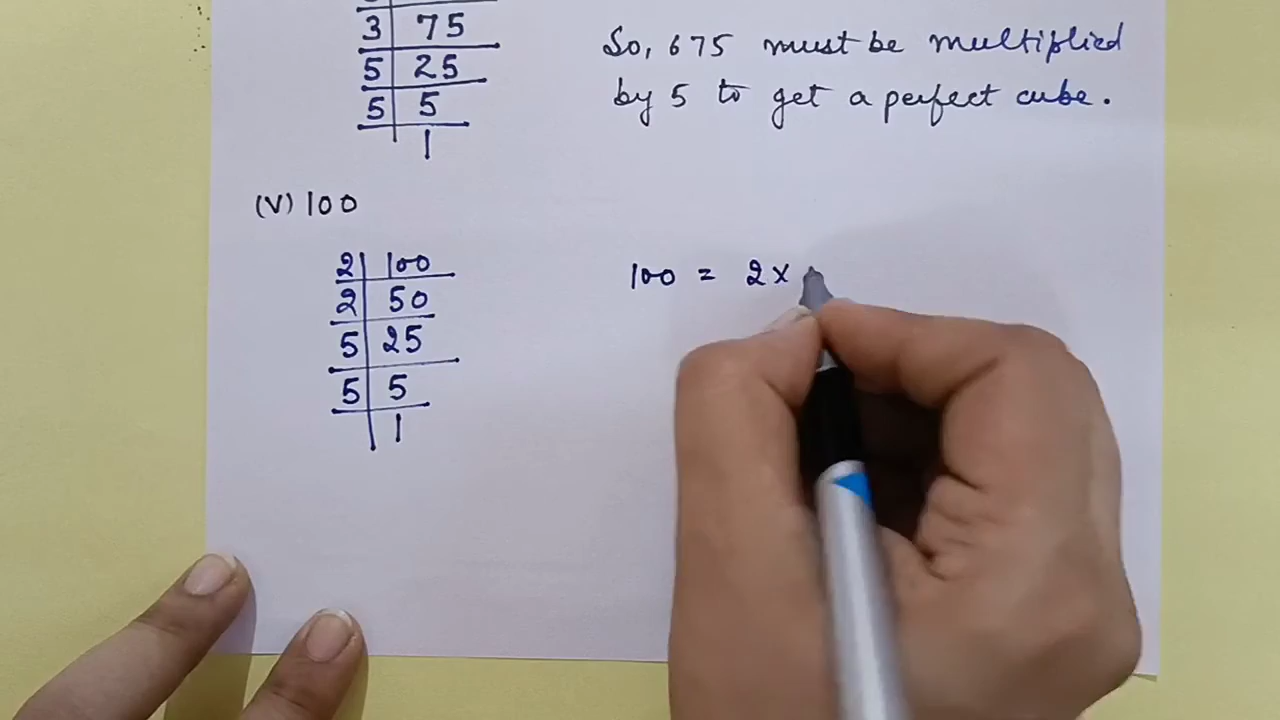 3 75
5 25
5 5
1
So, 675 must be multiplied
by 5 to get a perfect cube.
(V) 100
2 100
2 50
5 25
5 5
1
100 = 2 ×